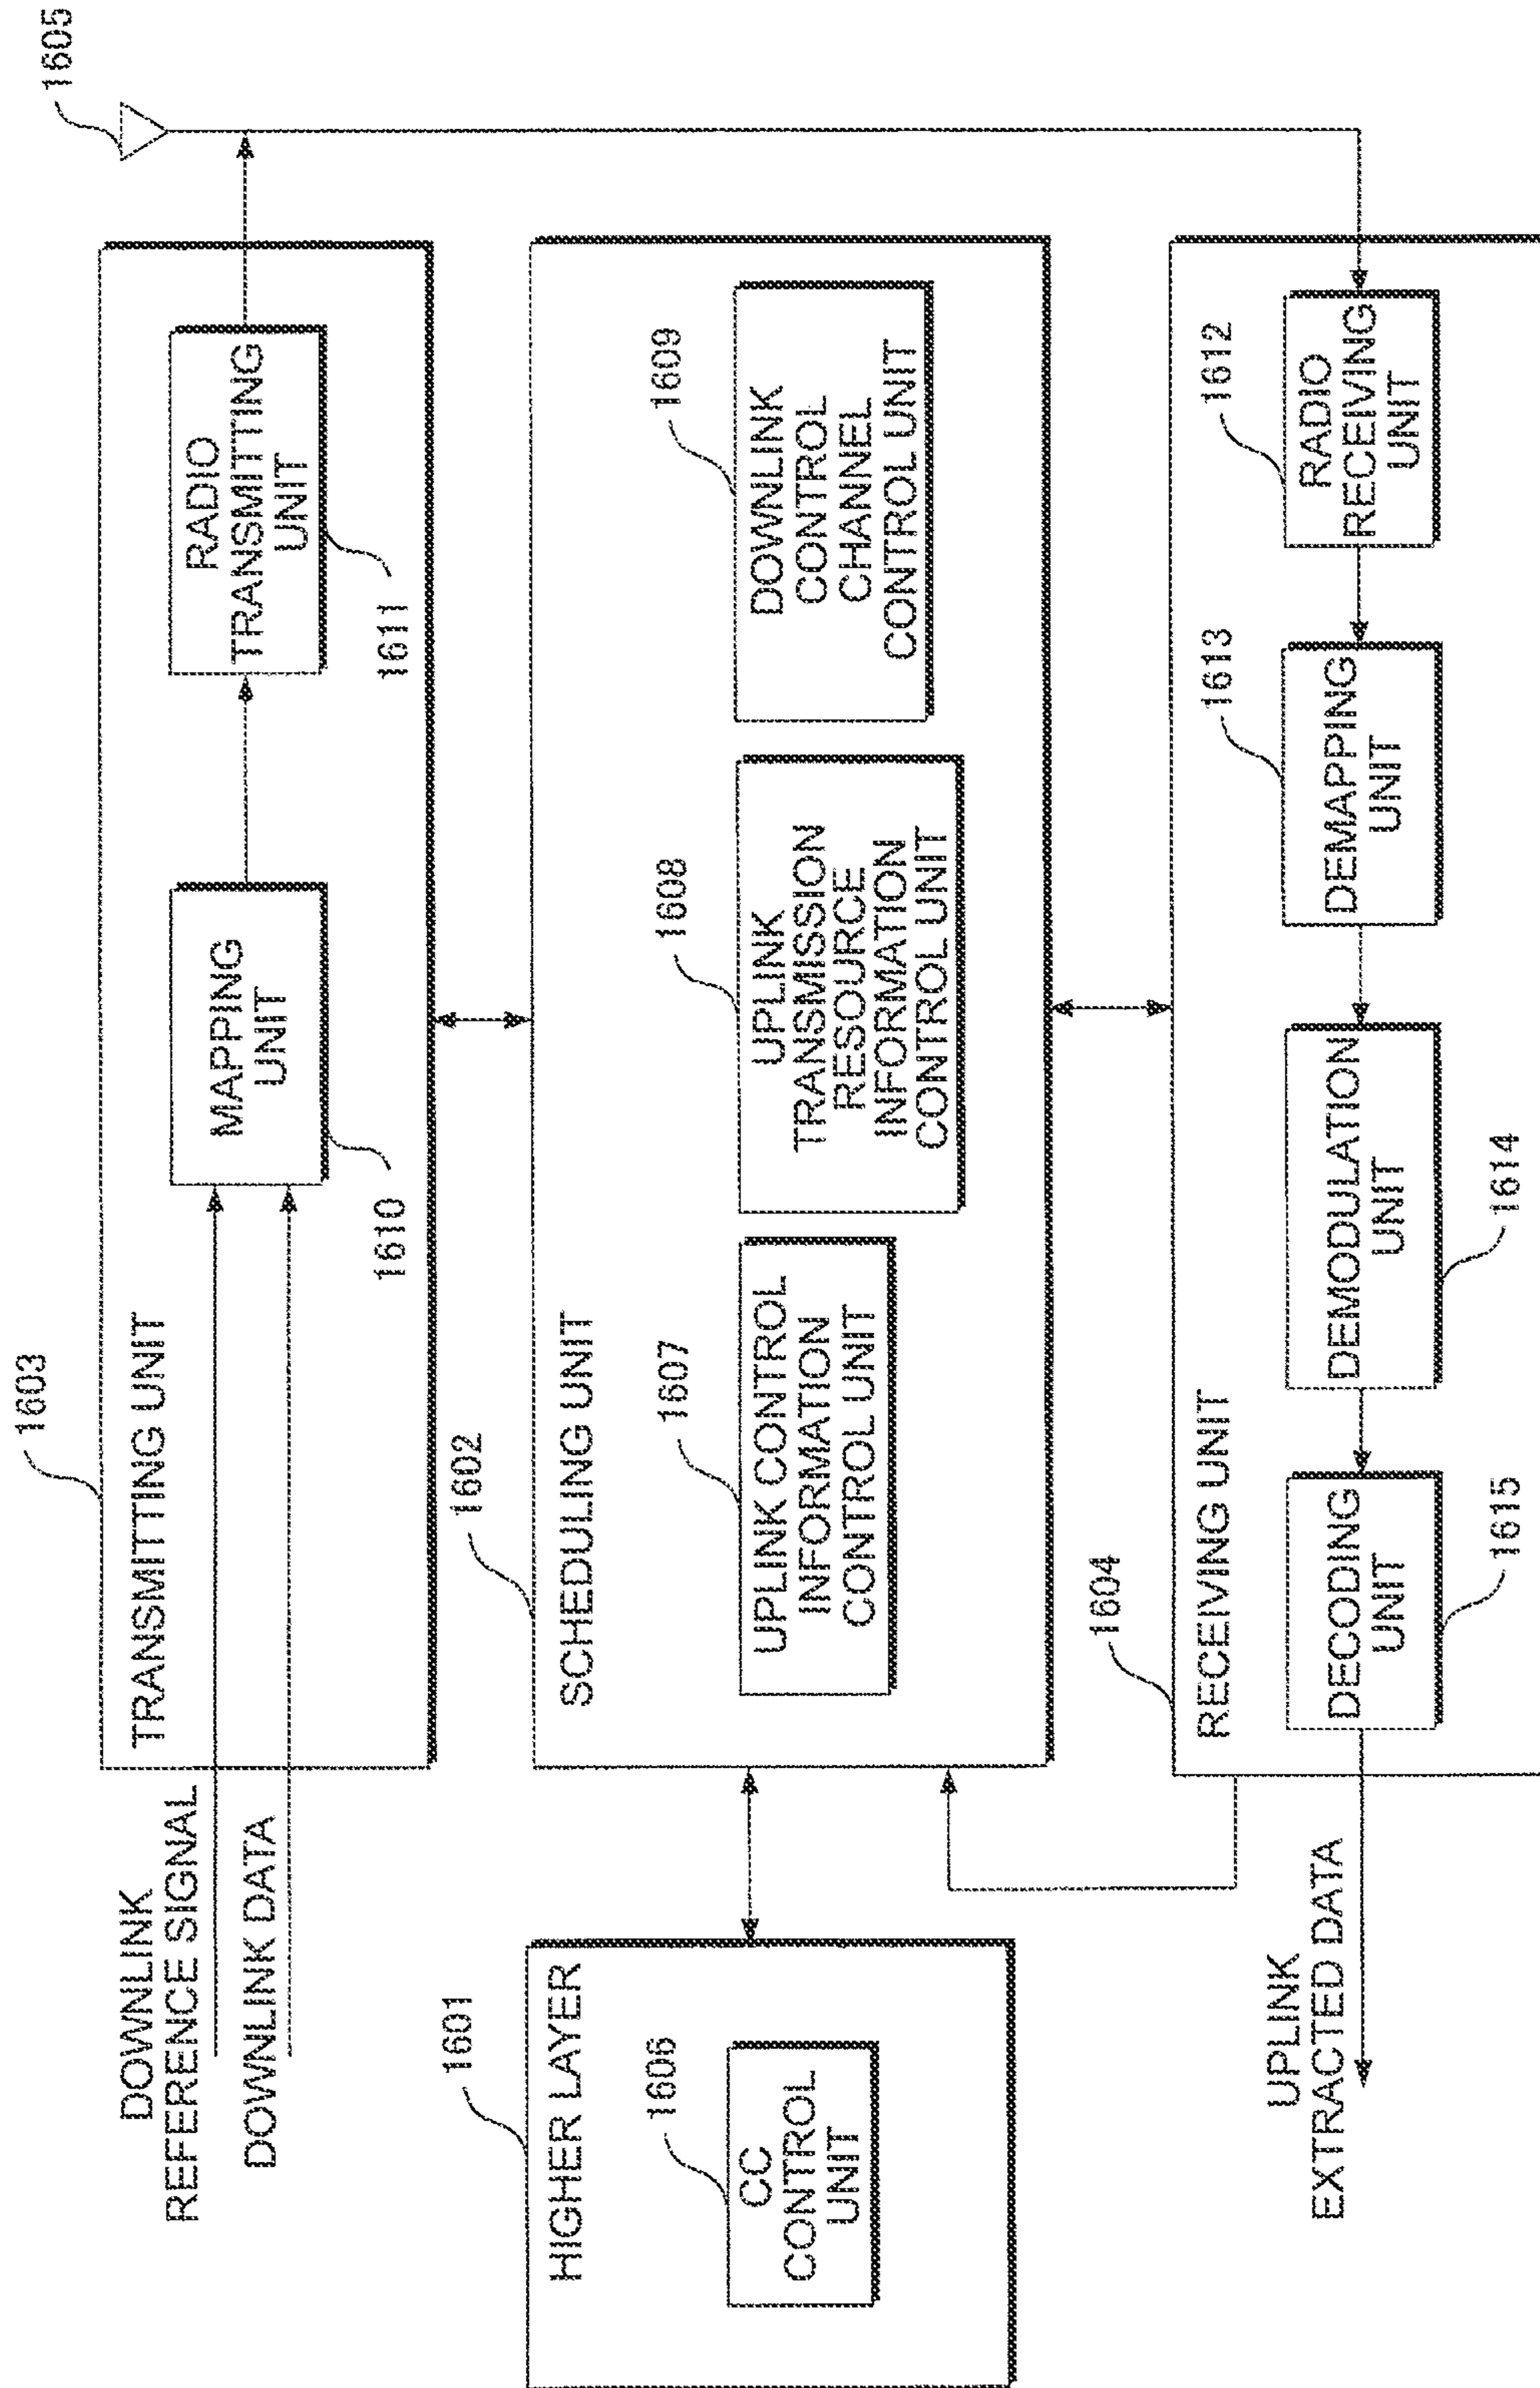 1605
1603
TRANSMITTING UNIT
DOWNLINK
REFERENCE SIGNAL
DOWNLINK DATA
MAPPING
UNIT
1610
RADIO
TRANSMITTING
UNIT
1611
1601
HIGHER LAYER
1606
CC
CONTROL
UNIT
1602
SCHEDULING UNIT
1607
UPLINK CONTROL
INFORMATION
CONTROL UNIT
1608
UPLINK
TRANSMISSION
RESOURCE
INFORMATION
CONTROL UNIT
1609
DOWNLINK
CONTROL
CHANNEL
CONTROL UNIT
1604
RECEIVING UNIT
UPLINK
EXTRACTED DATA
DECODING
UNIT
1615
DEMODULATION
UNIT
1614
1613
DEMAPPING
UNIT
1612
RADIO
RECEIVING
UNIT